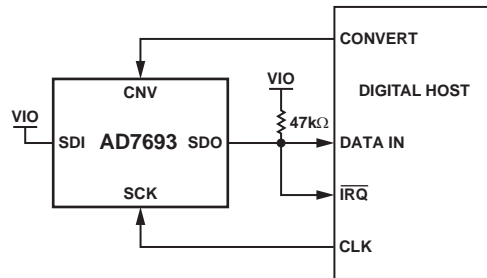 CONVERT
VIO
CNV
DIGITAL HOST
VIO
47kΩ
SDI
AD7693
SDO
DATA IN
SCK
IRQ
CLK